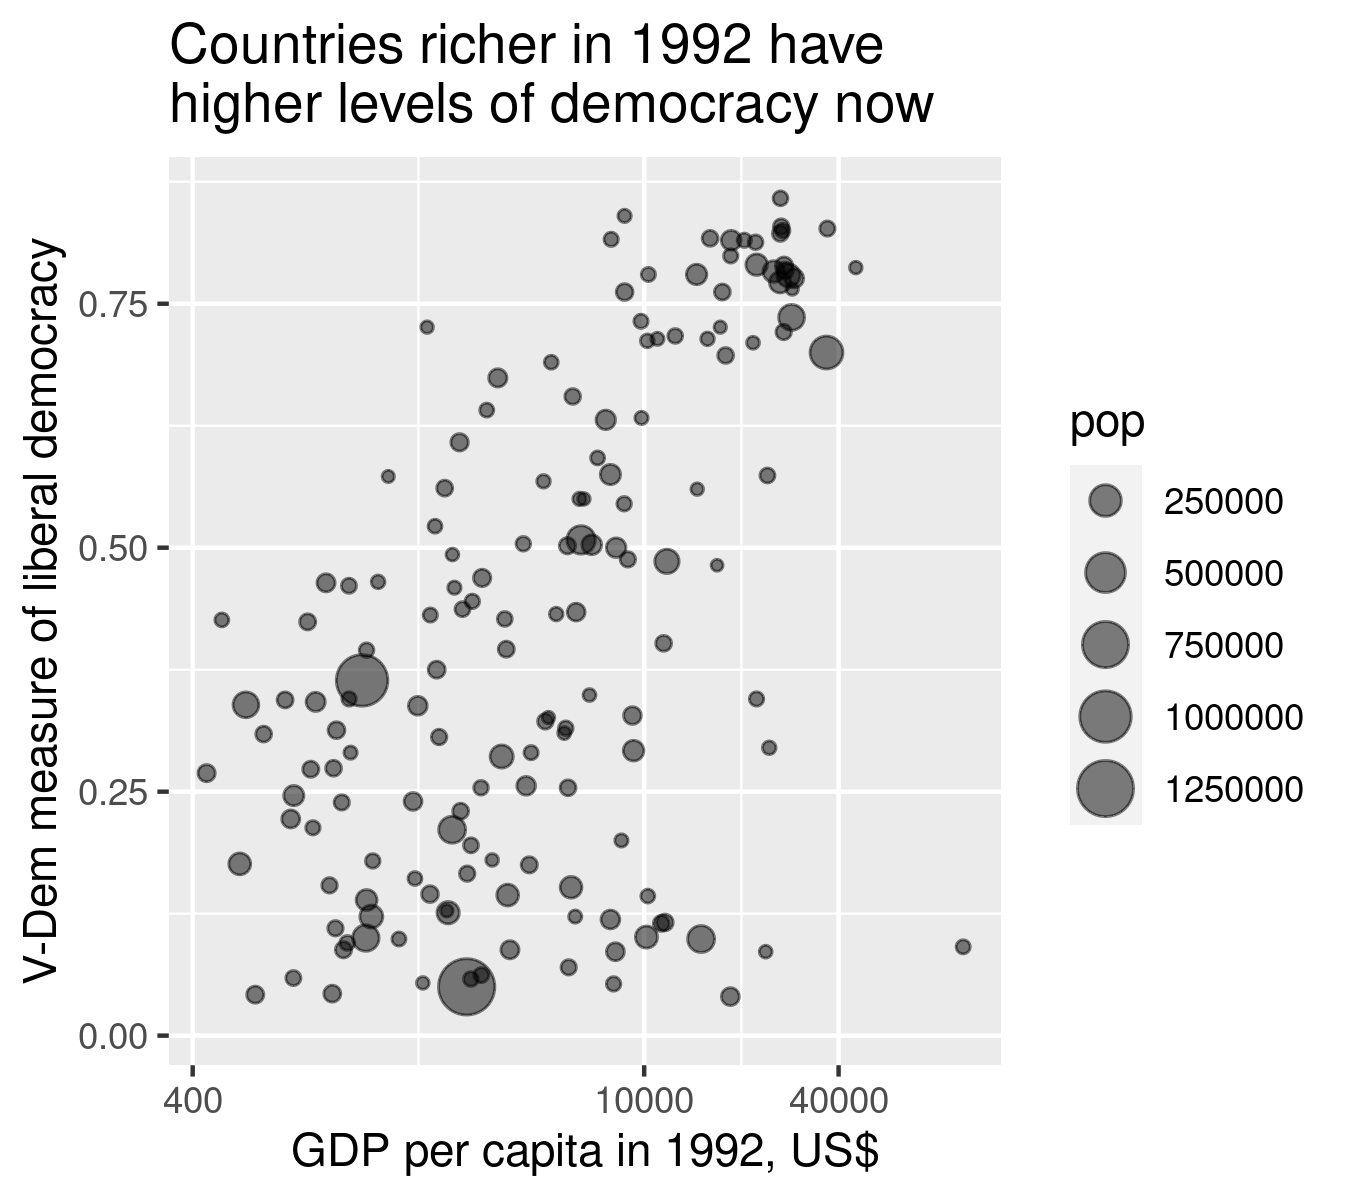 Countries richer in 1992 have
higher levels of democracy now
V-Dem measure of liberal democracy
0.75
0.50
0.25
0.00
400
10000
40000
GDP per capita in 1992, US$
pop
250000
500000
750000
1000000
1250000